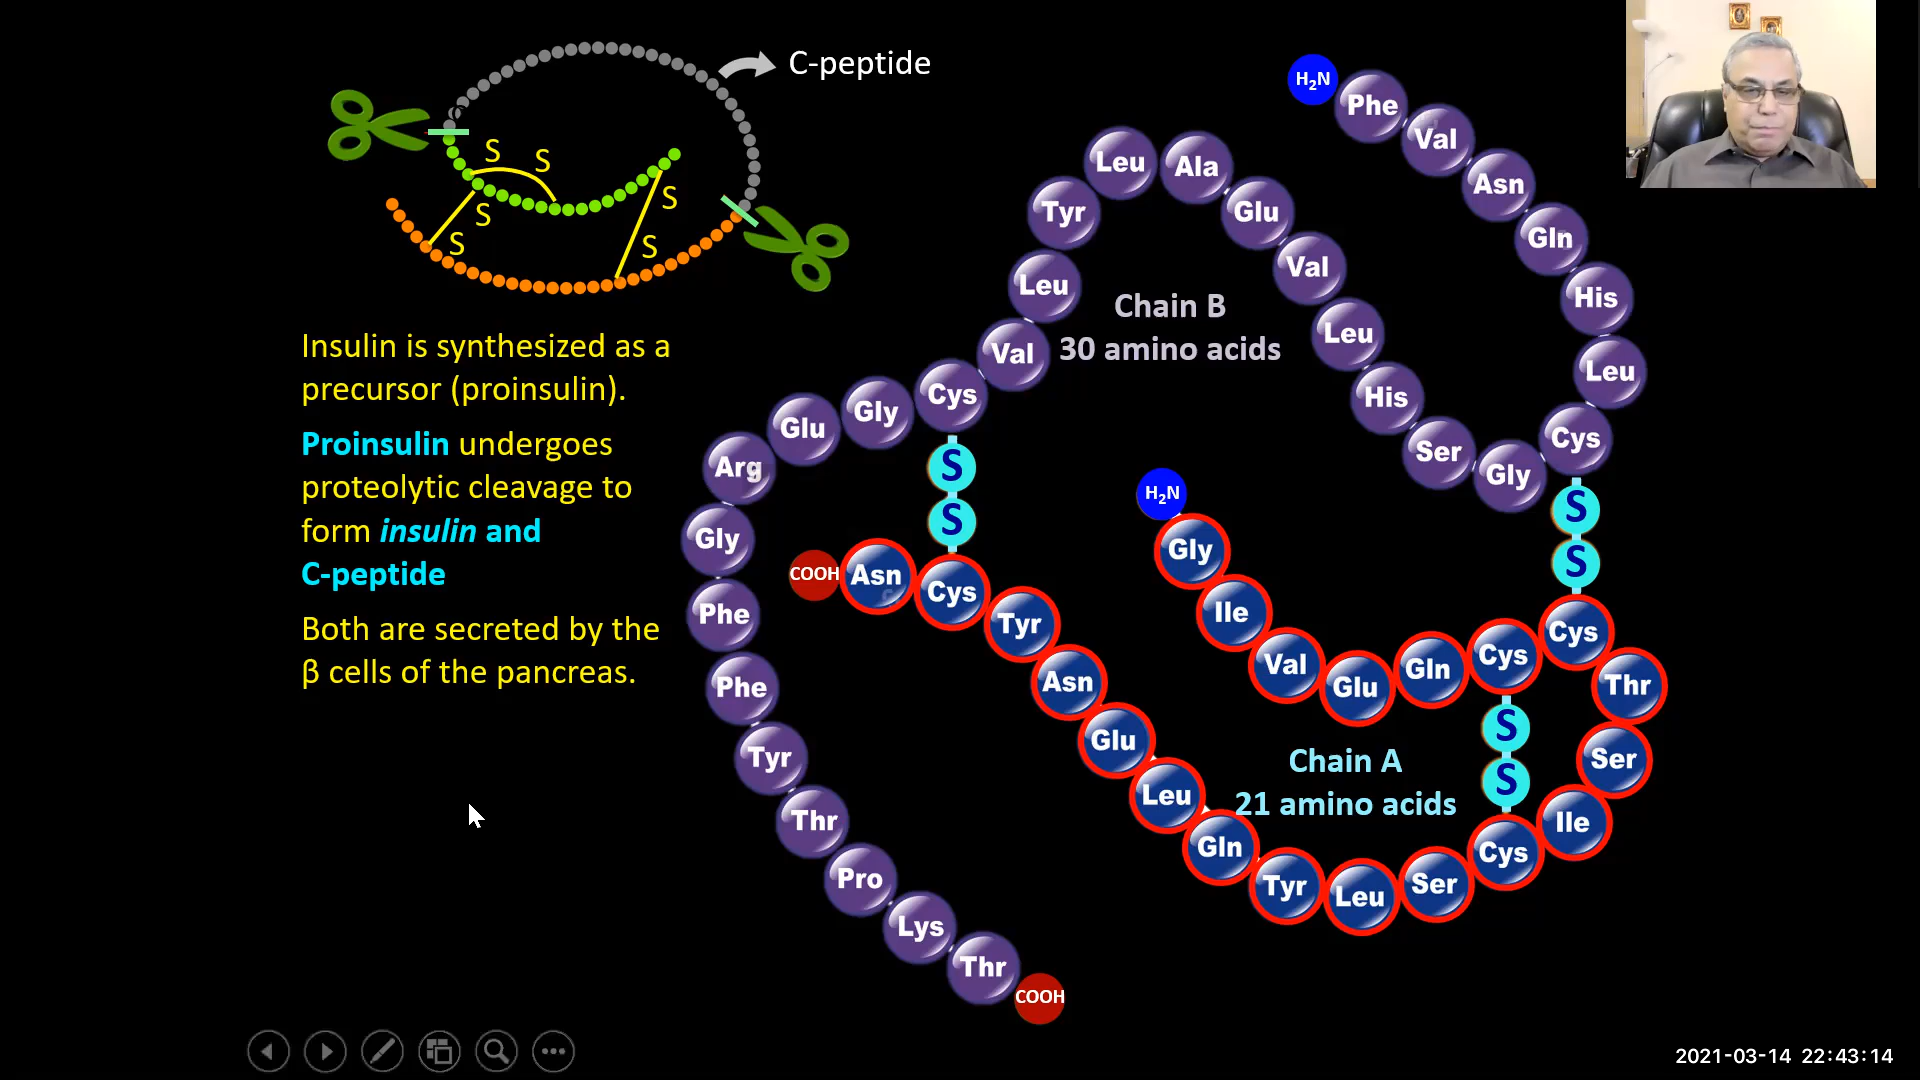 C-peptide
S
S
S
S
S
S
Insulin is synthesized as a
precursor (proinsulin).
Proinsulin undergoes
proteolytic cleavage to
form insulin and
C-peptide
Both are secreted by the
β cells of the pancreas.
H₂N
Phe
Val
Asn
Gln
His
Leu
Cys
Gly
Ser
His
Leu
Val
Glu
Ala
Leu
Tyr
Leu
Val
Cys
Gly
Glu
Arg
Gly
Phe
Phe
Tyr
Thr
Pro
Lys
Thr
COOH
Chain B
30 amino acids
S
S
S
S
H₂N
Gly
Ile
Val
Glu
Gln
Cys
Cys
Thr
Ser
Ile
Cys
Ser
Leu
Tyr
Gln
Leu
Glu
Asn
Tyr
Cys
Asn
COOH
S
S
Chain A
21 amino acids
2021-03-14 22:43:14